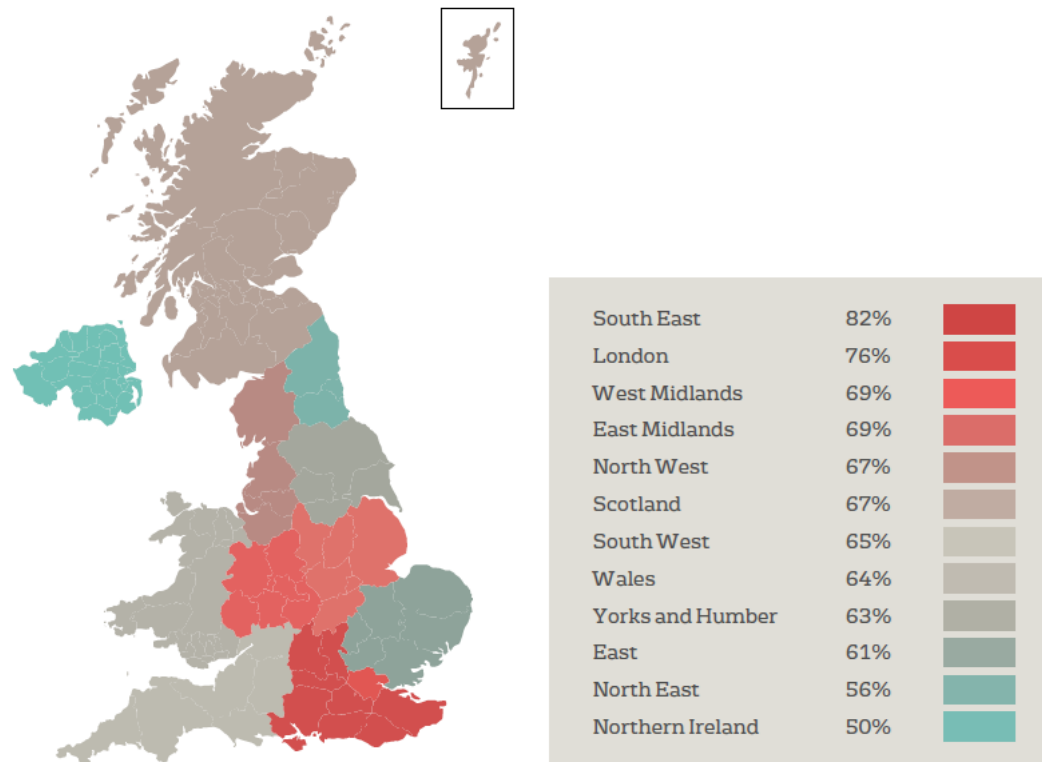 South East 82%
London 76%
West Midlands 69%
East Midlands 69%
North West 67%
Scotland 67%
South West 65%
Wales 64%
Yorks and Humber 63%
East 61%
North East 56%
Northern Ireland 50%